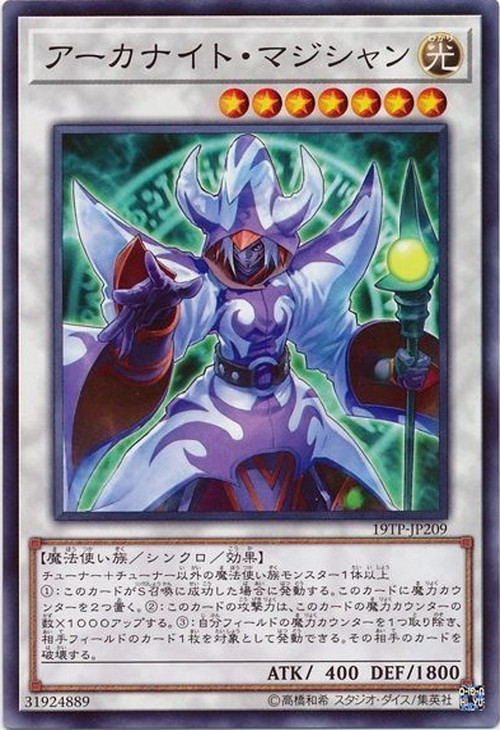 アーカナイト・マジシャン
光
19TP-JP209
【魔法使い族／シンクロ／効果】
チューナー＋チューナー以外の魔法使い族モンスター1体以上
①：このカードがS召喚に成功した場合に発動する。このカードに魔力カウ
ンターを2つ置く。②：このカードの攻撃力は、このカードの魔力カウンターの
数×1000アップする。③：自分フィールドの魔力カウンターを1つ取り除き、
相手フィールドのカード1枚を対象として発動できる。その相手のカードを
破壊する。
ATK/ 400 DEF/1800
31924889
©高橋和希 スタジオ・ダイス/集英社